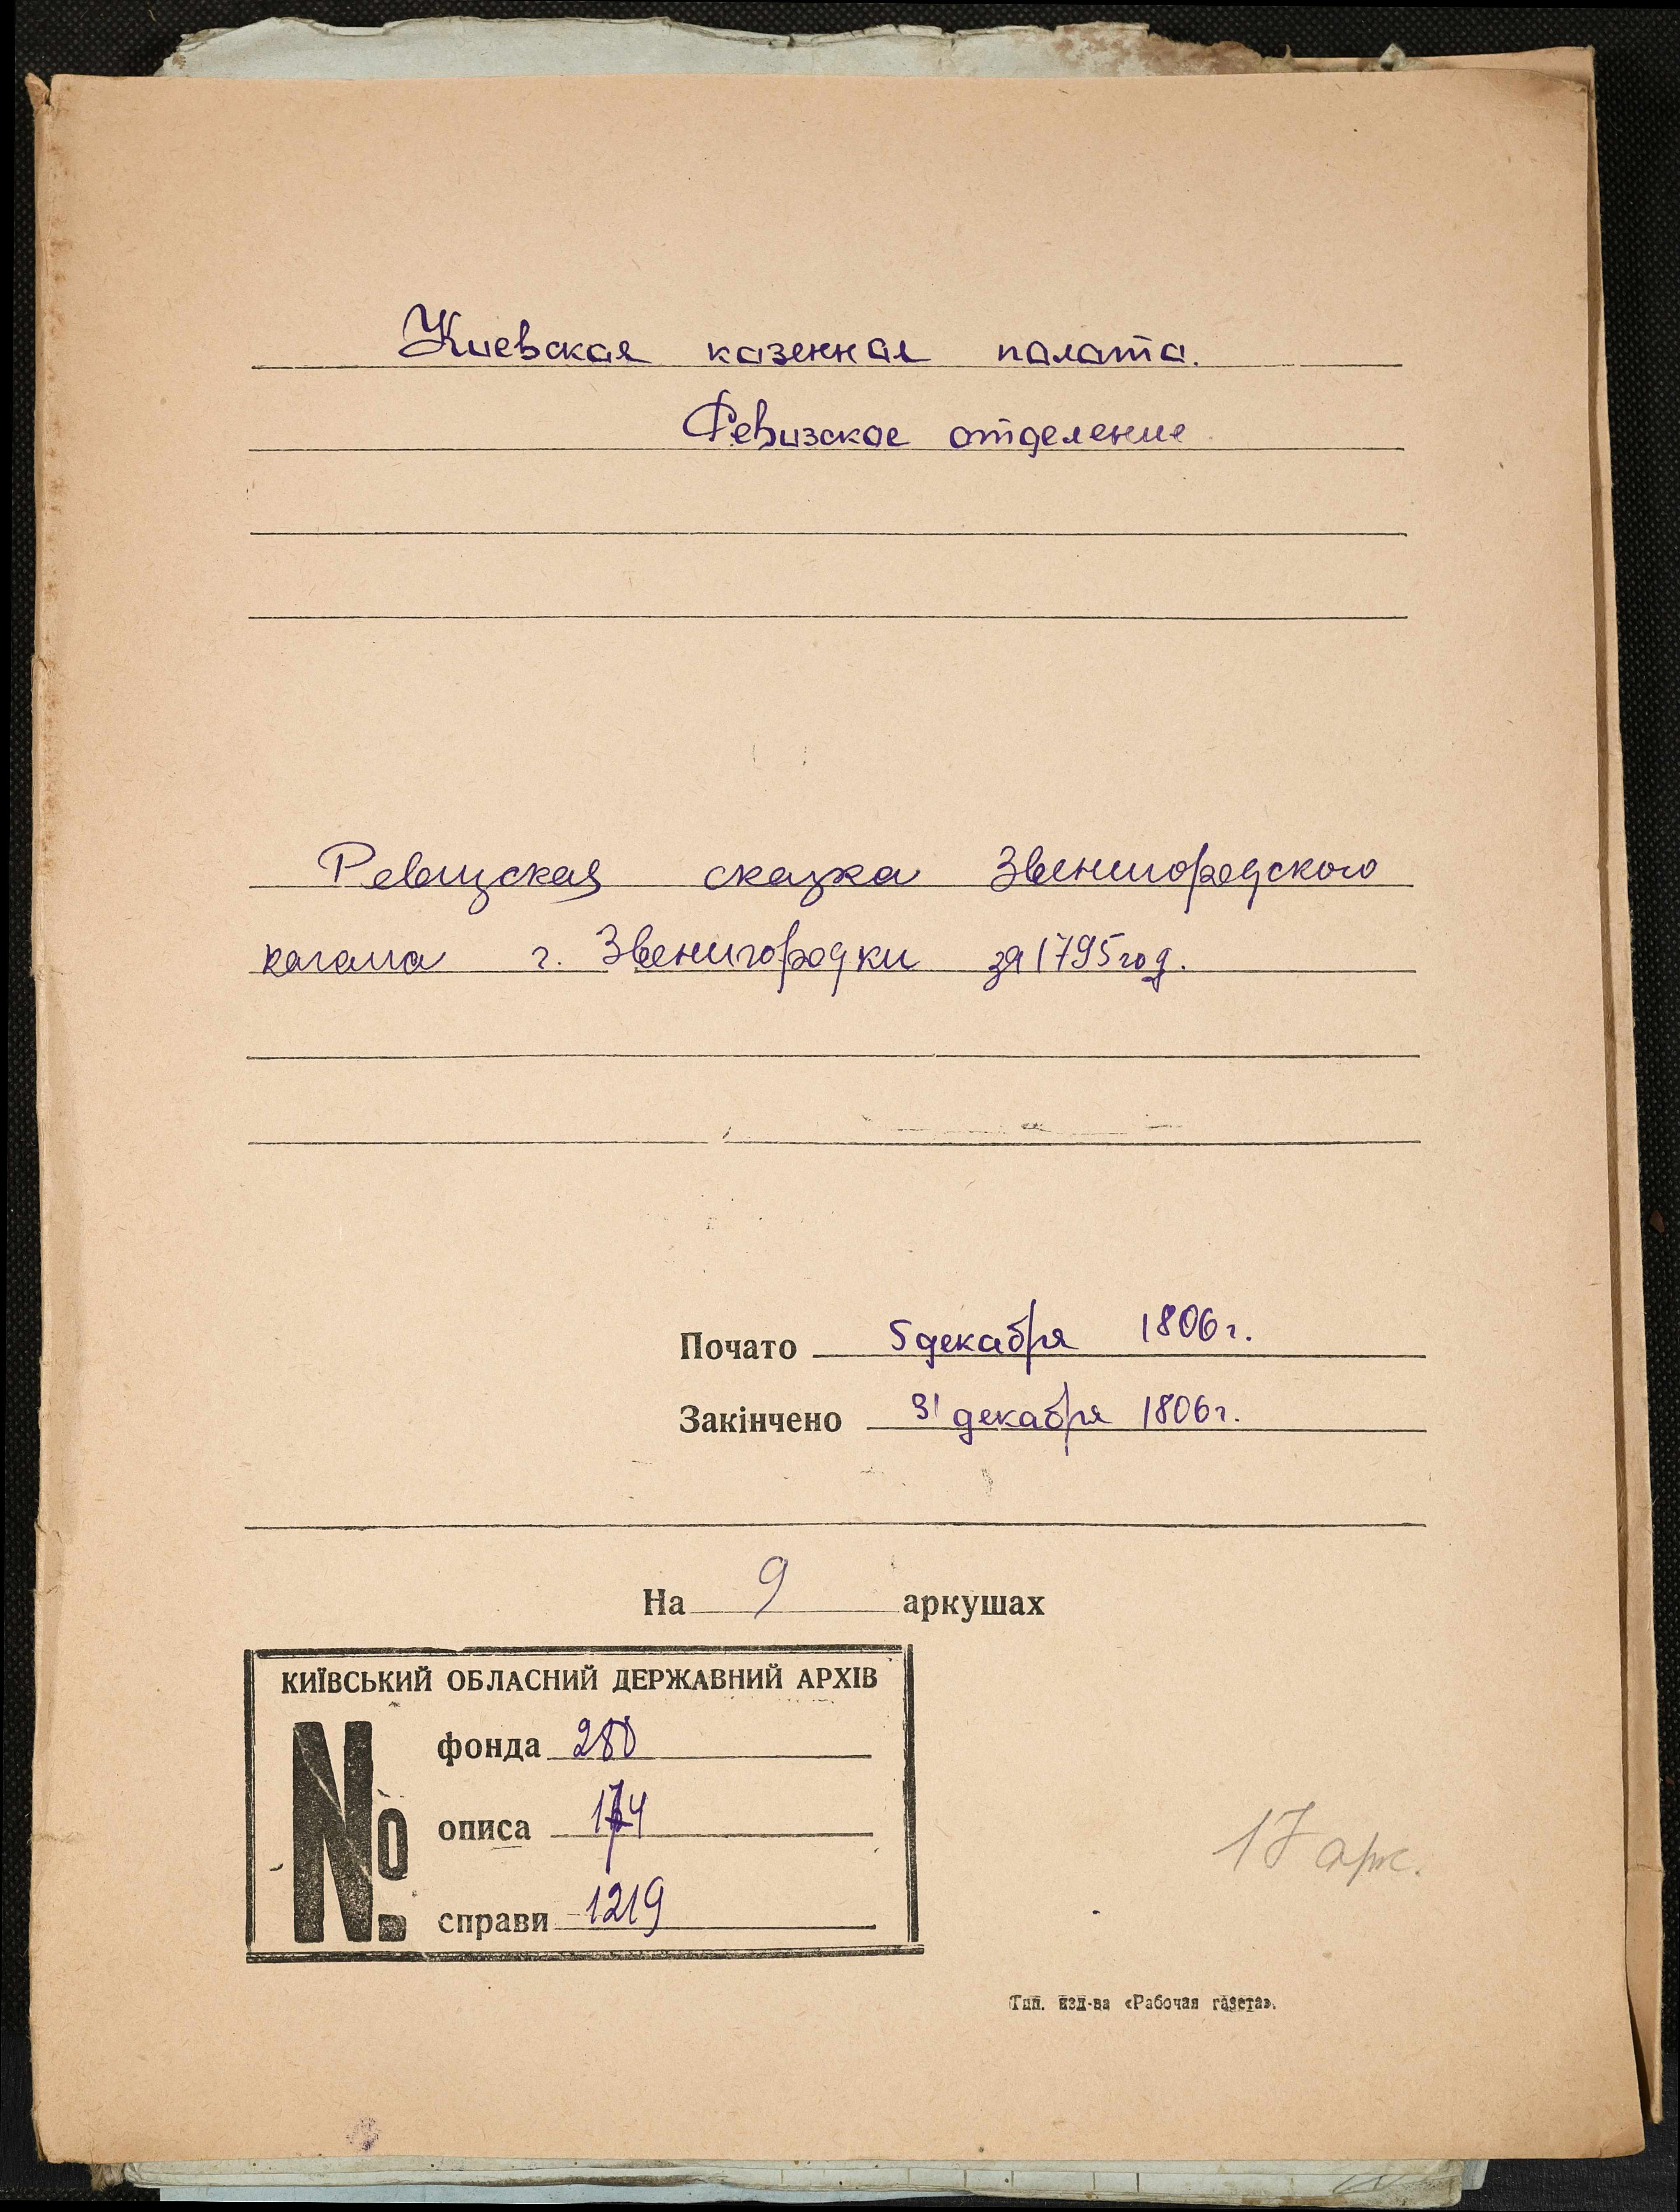 Киевская казенная палата.
Ревизское отделение
Ревизская сказка Звенигородского
кагала г. Звенигородки за 1795 год.
Почато 5 декабря 1806 г.
Закінчено 31 декабря 1806 г.
На 9 аркушах
КИЇВСЬКИЙ ОБЛАСНИЙ ДЕРЖАВНИЙ АРХІВ
№
фонда 280
описа 174
справи 1219
17 арк.
Тип. изд-ва «Рабочая газета».